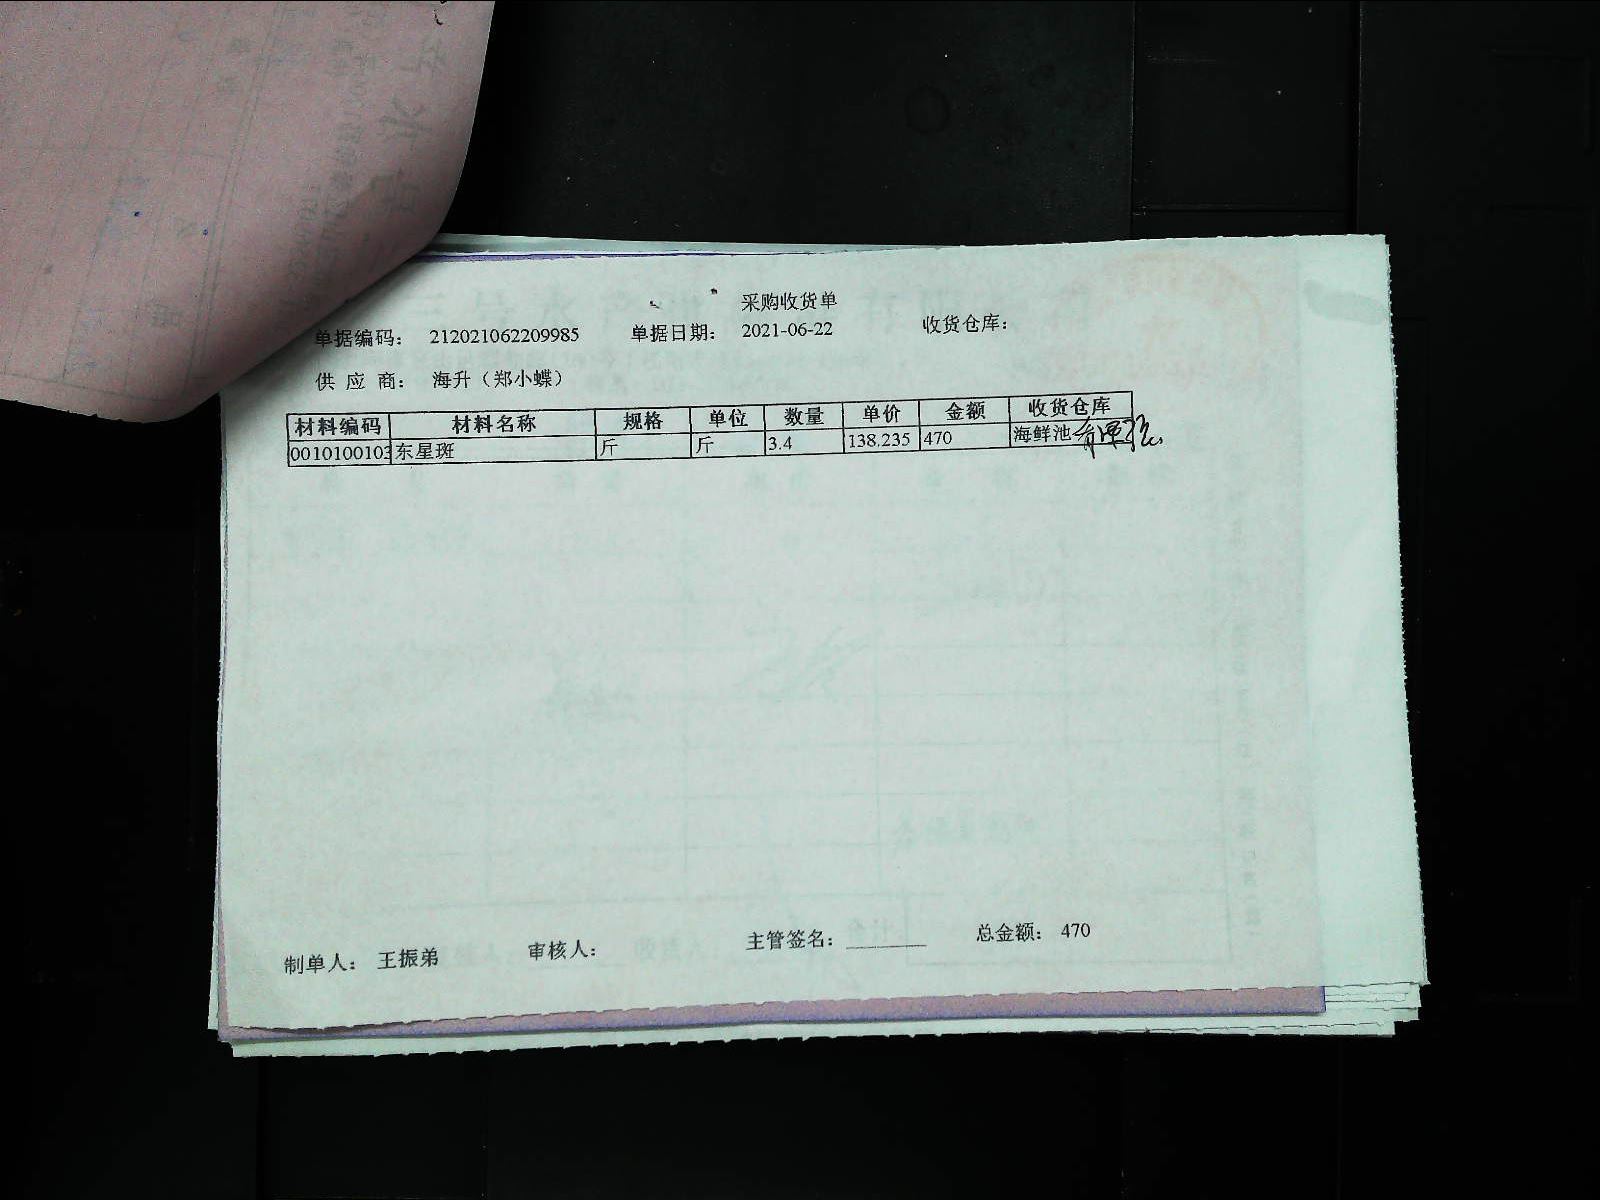 采购收货单
单据编码: 212021062209985 单据日期: 2021-06-22 收货仓库:
供 应 商: 海升（郑小蝶）
材料编码 材料名称 规格 单位 数量 单价 金额 收货仓库
0010100103 东星斑 斤 斤 3.4 138.235 470 海鲜池
制单人: 王振弟 审核人: 主管签名: ________ 总金额: 470